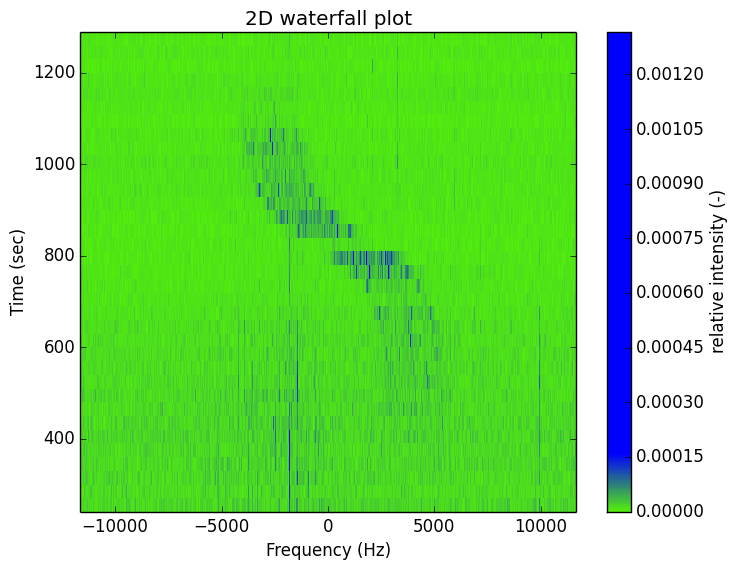 2D waterfall plot
1200
1000
800
600
400
Time (sec)
−10000 −5000 0 5000 10000
Frequency (Hz)
0.00120
0.00105
0.00090
0.00075
0.00060
0.00045
0.00030
0.00015
0.00000
relative intensity (-)